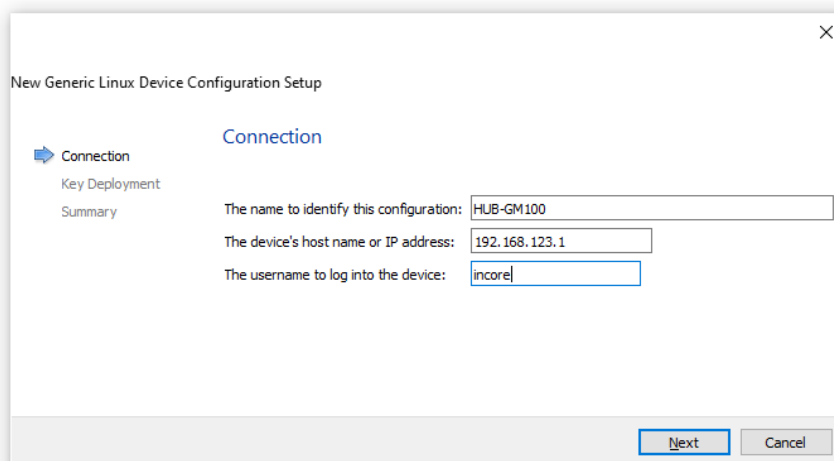 New Generic Linux Device Configuration Setup
Connection
Connection
Key Deployment
Summary
The name to identify this configuration: HUB-GM100
The device's host name or IP address: 192.168.123.1
The username to log into the device: incore
Next Cancel